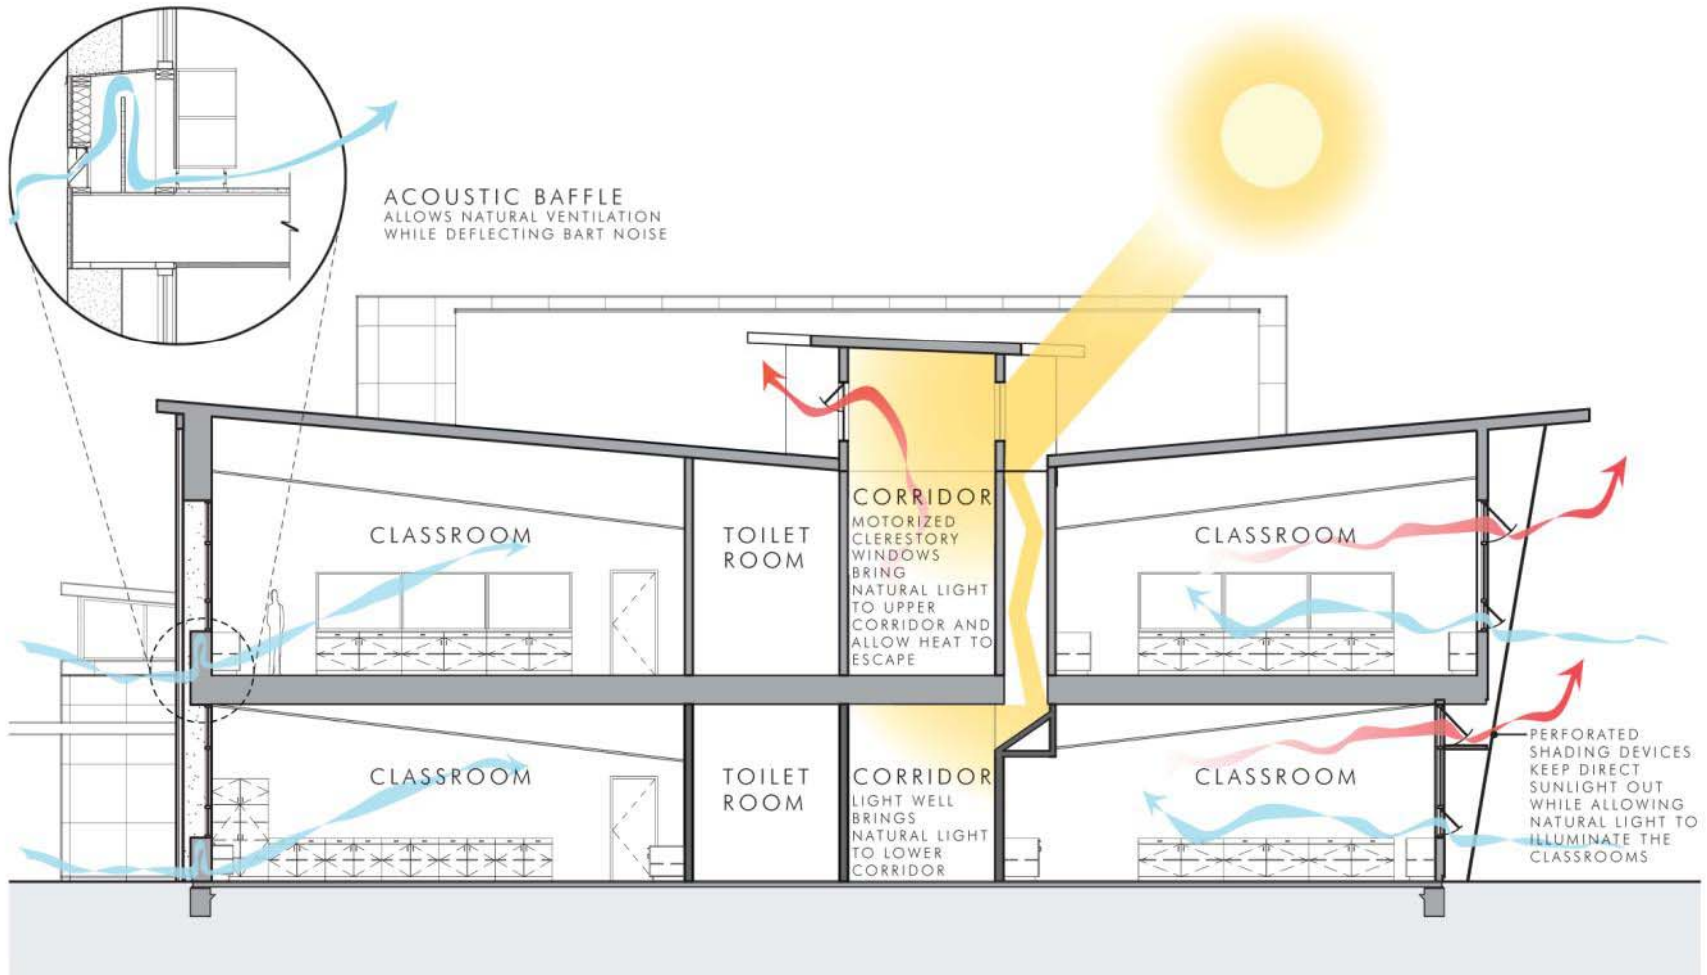 ACOUSTIC BAFFLE
ALLOWS NATURAL VENTILATION
WHILE DEFLECTING BART NOISE
CLASSROOM
TOILET
ROOM
CORRIDOR
MOTORIZED
CLERESTORY
WINDOWS
BRING
NATURAL LIGHT
TO UPPER
CORRIDOR AND
ALLOW HEAT TO
ESCAPE
CLASSROOM
CLASSROOM
TOILET
ROOM
CORRIDOR
LIGHT WELL
BRINGS
NATURAL LIGHT
TO LOWER
CORRIDOR
CLASSROOM
PERFORATED
SHADING DEVICES
KEEP DIRECT
SUNLIGHT OUT
WHILE ALLOWING
NATURAL LIGHT TO
ILLUMINATE THE
CLASSROOMS